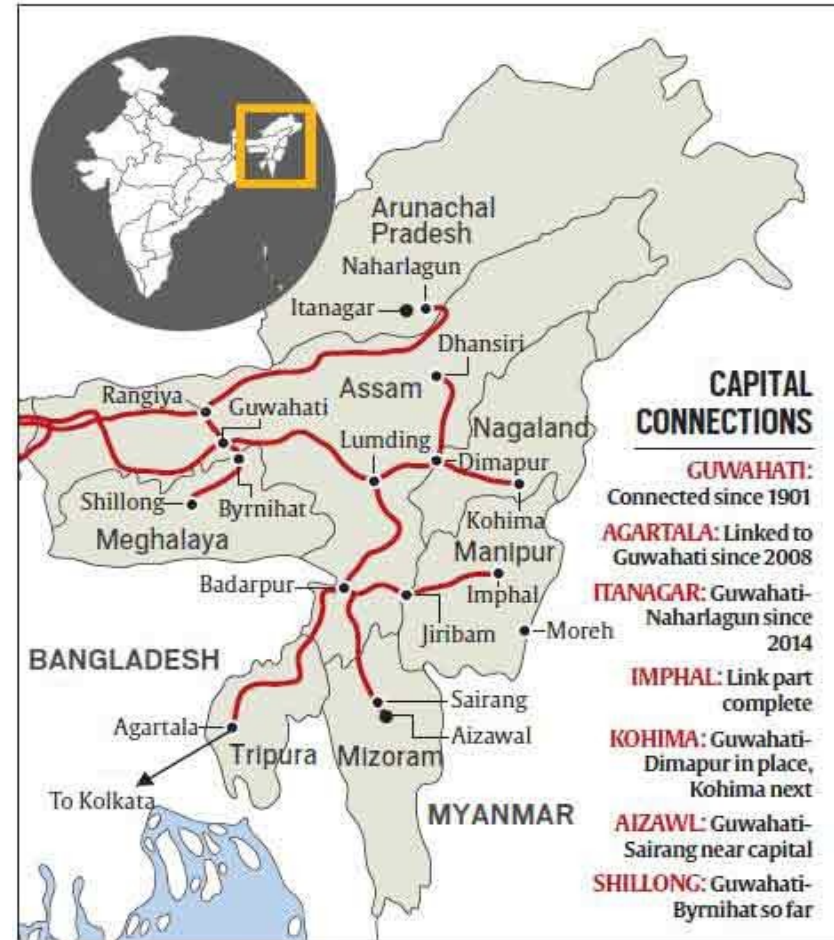 Arunachal
Pradesh
Naharlagun
Itanagar
Dhansiri
Assam
Rangiya
Guwahati
Nagaland
Lumding
Dimapur
Shillong
Byrnihat
Kohima
Meghalaya
Manipur
Badarpur
Imphal
Jiribam
Moreh
BANGLADESH
Sairang
Agartala
Aizawal
Tripura
Mizoram
To Kolkata
MYANMAR
CAPITAL
CONNECTIONS
GUWAHATI:
Connected since 1901
AGARTALA: Linked to
Guwahati since 2008
ITANAGAR: Guwahati-
Naharlagun since
2014
IMPHAL: Link part
complete
KOHIMA: Guwahati-
Dimapur in place,
Kohima next
AIZAWL: Guwahati-
Sairang near capital
SHILLONG: Guwahati-
Byrnihat so far